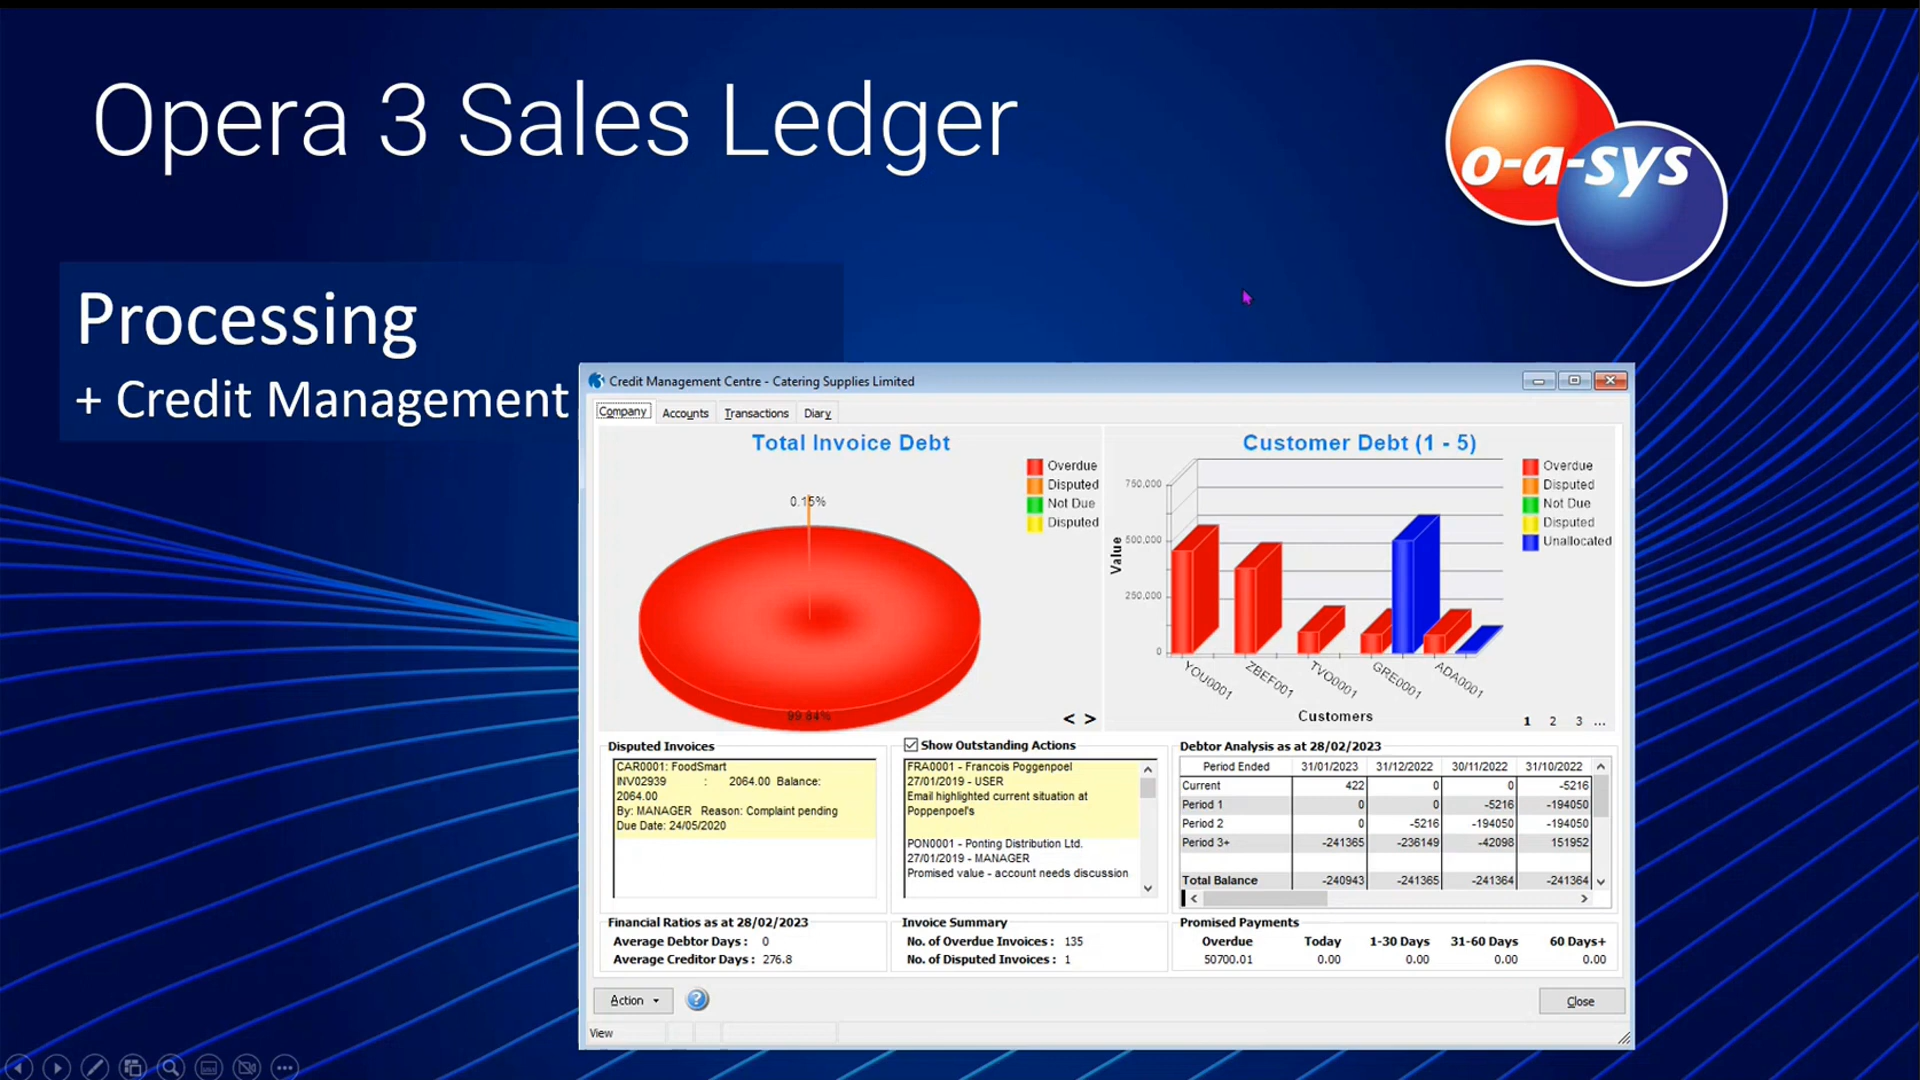 Opera 3 Sales Ledger
o-a-sys
Processing
+ Credit Management
Credit Management Centre - Catering Supplies Limited
Company Accounts Transactions Diary
Total Invoice Debt
Overdue
Disputed
Not Due
Disputed
0.15%
99.84%
< >
Customer Debt (1 - 5)
Overdue
Disputed
Not Due
Disputed
Unallocated
750.000
500.000
250.000
0
Value
YOU0001 ZBEF001 TVO0001 GRE0001 ADA0001
Customers
1 2 3 ...
Disputed Invoices
CAR0001: FoodSmart
INV02939 : 2064.00 Balance:
2064.00
By: MANAGER Reason: Complaint pending
Due Date: 24/05/2020
Show Outstanding Actions
FRA0001 - Francois Poggenpoel
27/01/2019 - USER
Email highlighted current situation at
Poppenpoel's
PON0001 - Ponting Distribution Ltd.
27/01/2019 - MANAGER
Promised value - account needs discussion
Debtor Analysis as at 28/02/2023
Period Ended 31/01/2023 31/12/2022 30/11/2022 31/10/2022
Current 422 0 0 -5216
Period 1 0 0 -5216 -194050
Period 2 0 -5216 -194050 -194050
Period 3+ -241365 -236149 -42098 151952
Total Balance -240943 -241365 -241364 -241364
Financial Ratios as at 28/02/2023
Average Debtor Days : 0
Average Creditor Days : 276.8
Invoice Summary
No. of Overdue Invoices : 135
No. of Disputed Invoices : 1
Promised Payments
Overdue Today 1-30 Days 31-60 Days 60 Days+
50700.01 0.00 0.00 0.00 0.00
Action
Close
View